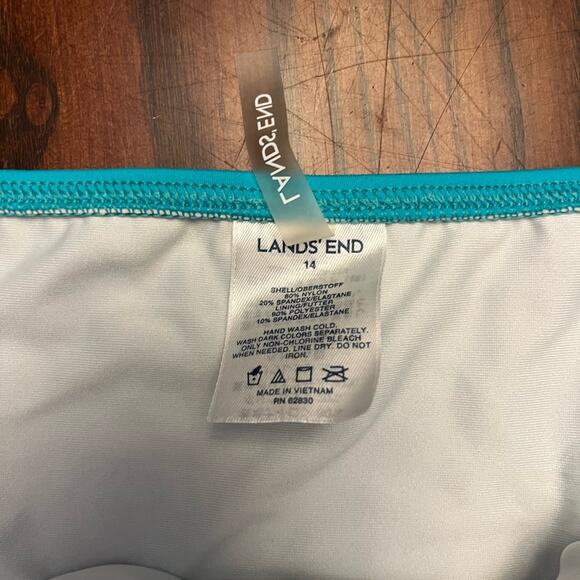 LANDS' END
LANDS' END
14
SHELL/OBERSTOFF
80% NYLON
20% SPANDEX/ELASTANE
LINING/FUTTER
90% POLYESTER
10% SPANDEX/ELASTANE
HAND WASH COLD.
WASH DARK COLORS SEPARATELY.
ONLY NON-CHLORINE BLEACH
WHEN NEEDED. LINE DRY. DO NOT
IRON.
MADE IN VIETNAM
RN 62830